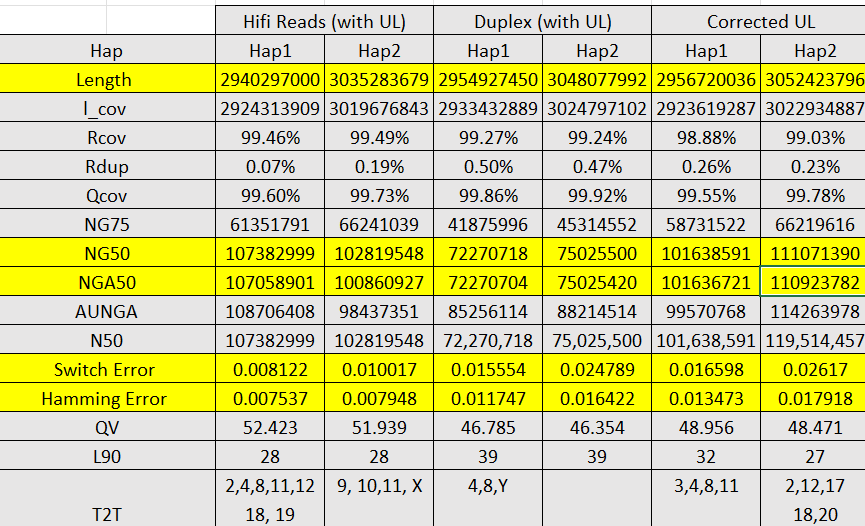 Hifi Reads (with UL) Duplex (with UL) Corrected UL
Hap Hap1 Hap2 Hap1 Hap2 Hap1 Hap2
Length 2940297000 3035283679 2954927450 3048077992 2956720036 3052423796
l_cov 2924313909 3019676843 2933432889 3024797102 2923619287 3022934887
Rcov 99.46% 99.49% 99.27% 99.24% 98.88% 99.03%
Rdup 0.07% 0.19% 0.50% 0.47% 0.26% 0.23%
Qcov 99.60% 99.73% 99.86% 99.92% 99.55% 99.78%
NG75 61351791 66241039 41875996 45314552 58731522 66219616
NG50 107382999 102819548 72270718 75025500 101638591 111071390
NGA50 107058901 100860927 72270704 75025420 101636721 110923782
AUNGA 108706408 98437351 85256114 88214514 99570768 114263978
N50 107382999 102819548 72,270,718 75,025,500 101,638,591 119,514,457
Switch Error 0.008122 0.010017 0.015554 0.024789 0.016598 0.02617
Hamming Error 0.007537 0.007948 0.011747 0.016422 0.013473 0.017918
QV 52.423 51.939 46.785 46.354 48.956 48.471
L90 28 28 39 39 32 27
2,4,8,11,12 9, 10,11, X 4,8,Y 3,4,8,11 2,12,17
T2T 18, 19 18,20